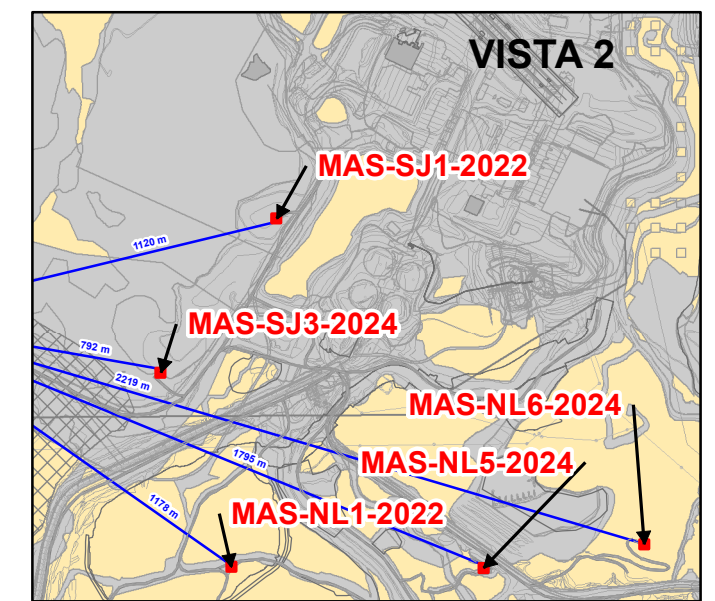 VISTA 2
MAS-SJ1-2022
1120 m
MAS-SJ3-2024
792 m
2219 m
MAS-NL6-2024
1795 m
MAS-NL5-2024
1178 m
MAS-NL1-2022